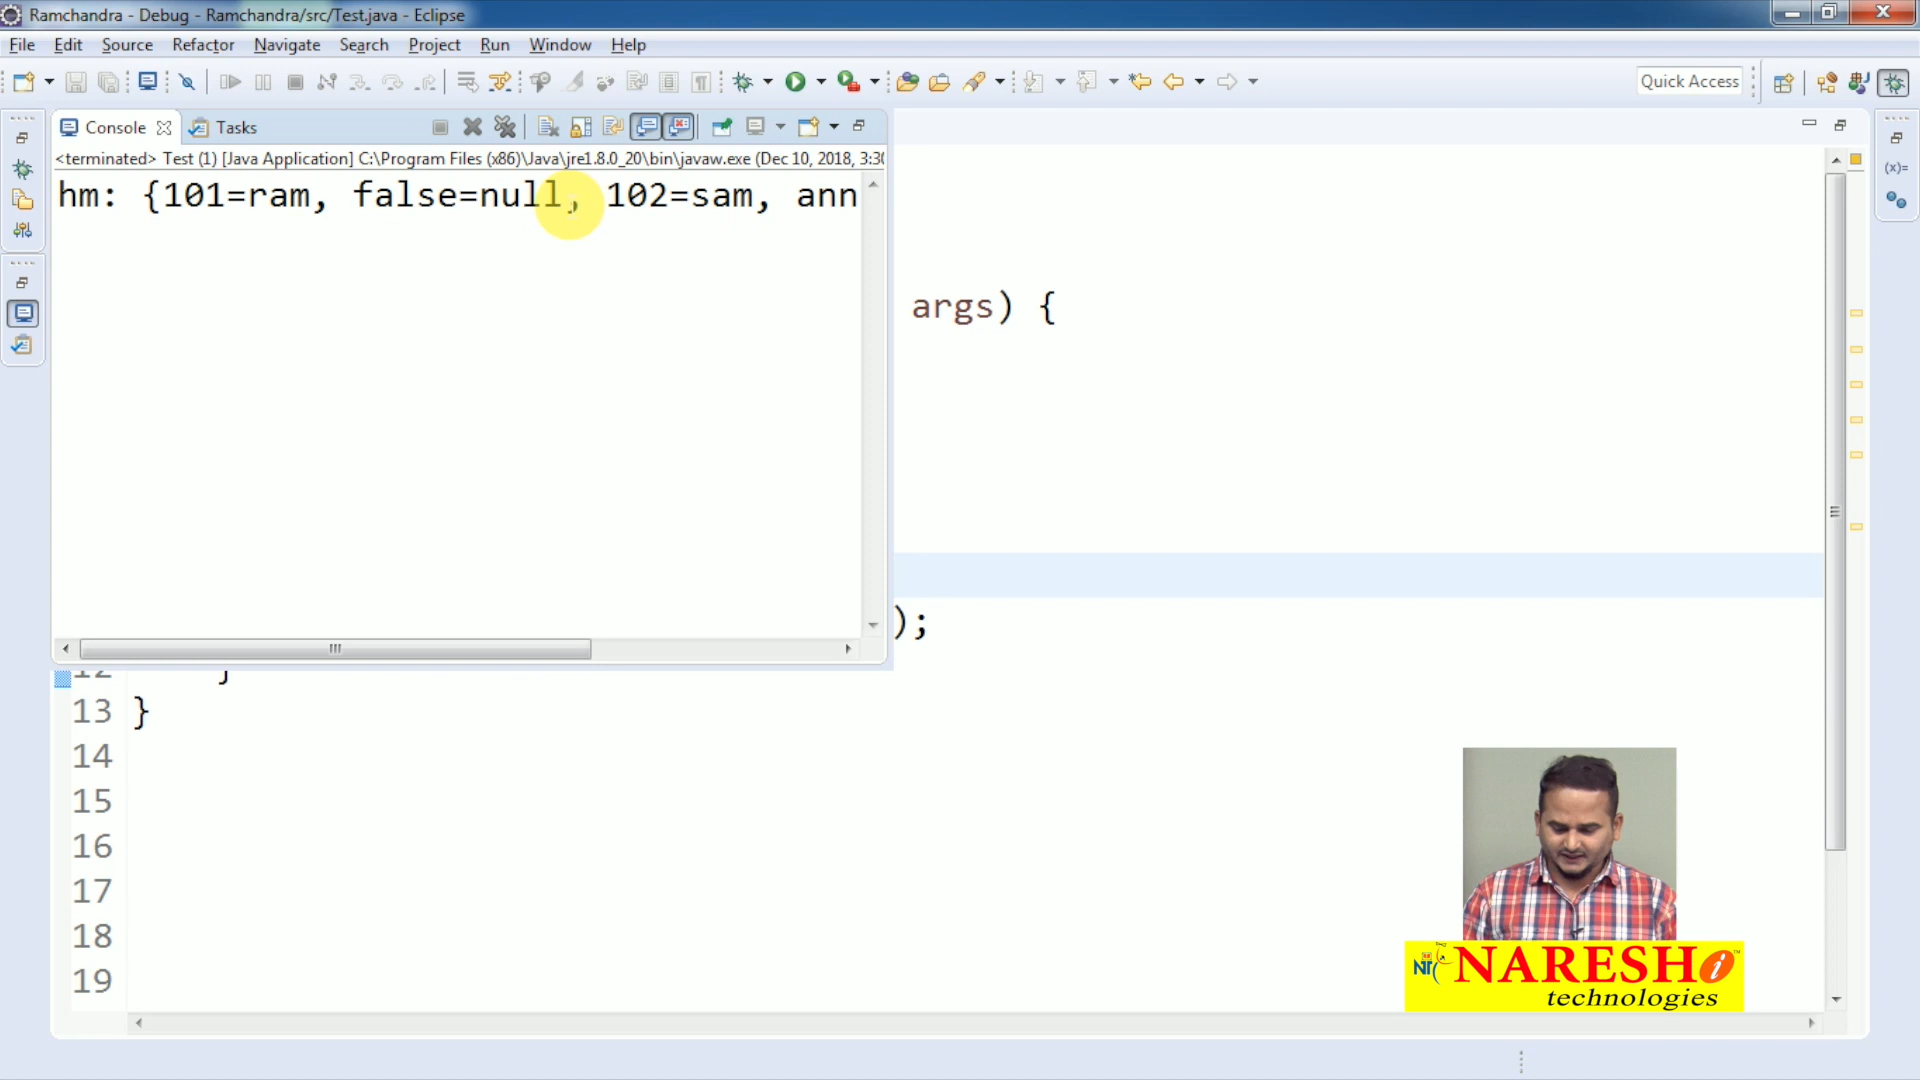 Ramchandra - Debug - Ramchandra/src/Test.java - Eclipse
File Edit Source Refactor Navigate Search Project Run Window Help
Quick Access
Console Tasks
<terminated> Test (1) [Java Application] C:\Program Files (x86)\Java\jre1.8.0_20\bin\javaw.exe (Dec 10, 2018, 3:30
hm: {101=ram, false=null, 102=sam, ann
(x)=
args) {
);
12 }
13 }
14
15
16
17
18
19
NARESH i
technologies